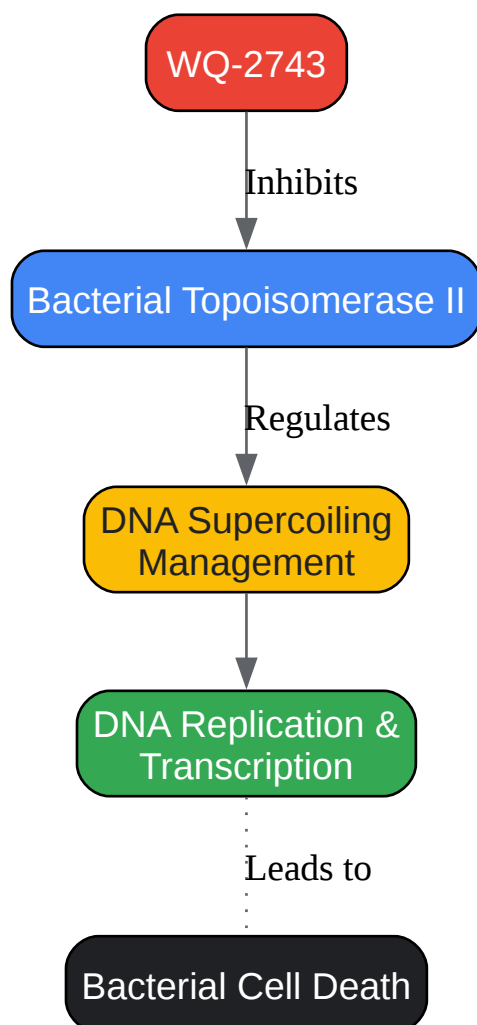 WQ-2743
Inhibits
Bacterial Topoisomerase II
Regulates
DNA Supercoiling
Management
DNA Replication &
Transcription
Leads to
Bacterial Cell Death